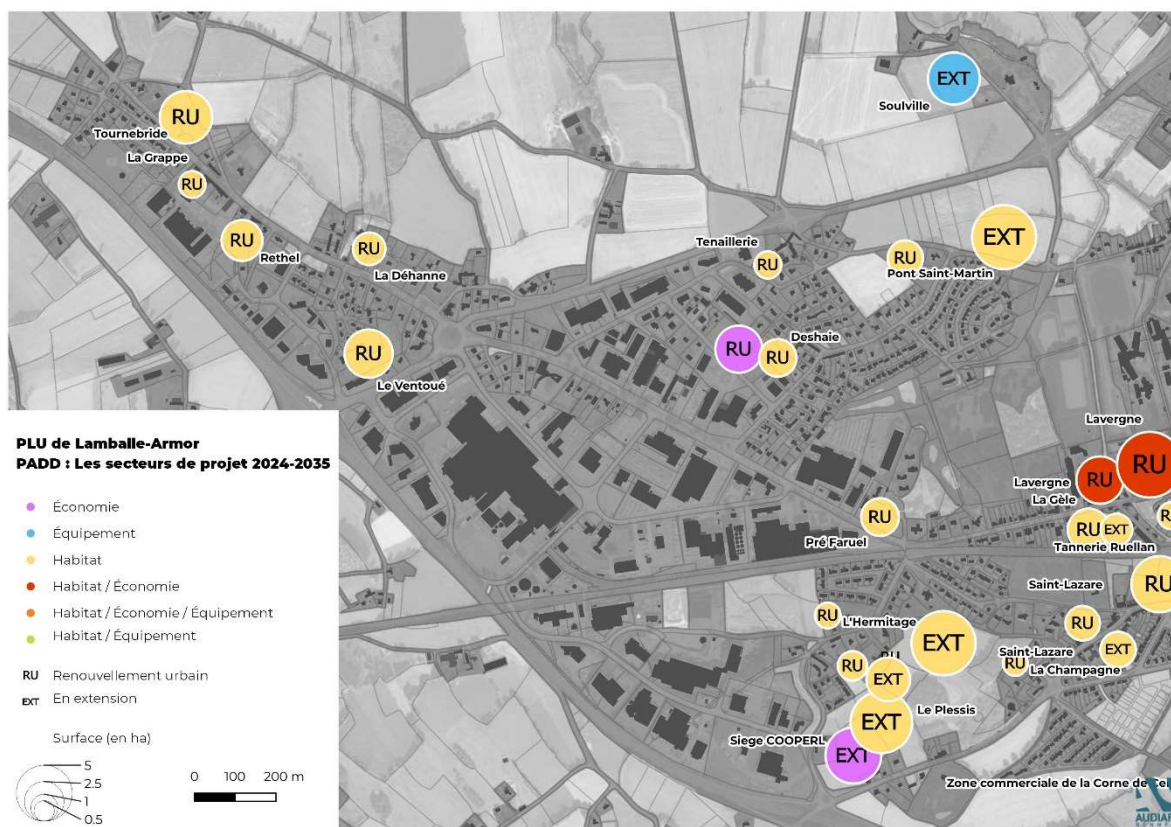 EXT
Soulville
RU
Tournebride
La Grappe
RU
RU
Rethel
RU
La Déhanne
Tenaillerie
RU
RU
Pont Saint-Martin
EXT
RU
Deshaie
RU
RU
Le Ventoué
PLU de Lamballe-Armor
PADD : Les secteurs de projet 2024-2035
Économie
Équipement
Habitat
Habitat / Économie
Habitat / Économie / Équipement
Habitat / Équipement
RU Renouvellement urbain
EXT En extension
Surface (en ha)
5
2.5
1
0.5
0 100 200 m
Lavergne
RU
Lavergne
RU
La Gèle
RU
EXT
Tannerie Ruellan
RU
Pré Faruel
Saint-Lazare
RU
RU
L'Hermitage
EXT
RU
Saint-Lazare
EXT
RU
La Champagne
RU
EXT
EXT
Le Plessis
Siege COOPERL
EXT
Zone commerciale de la Corne de